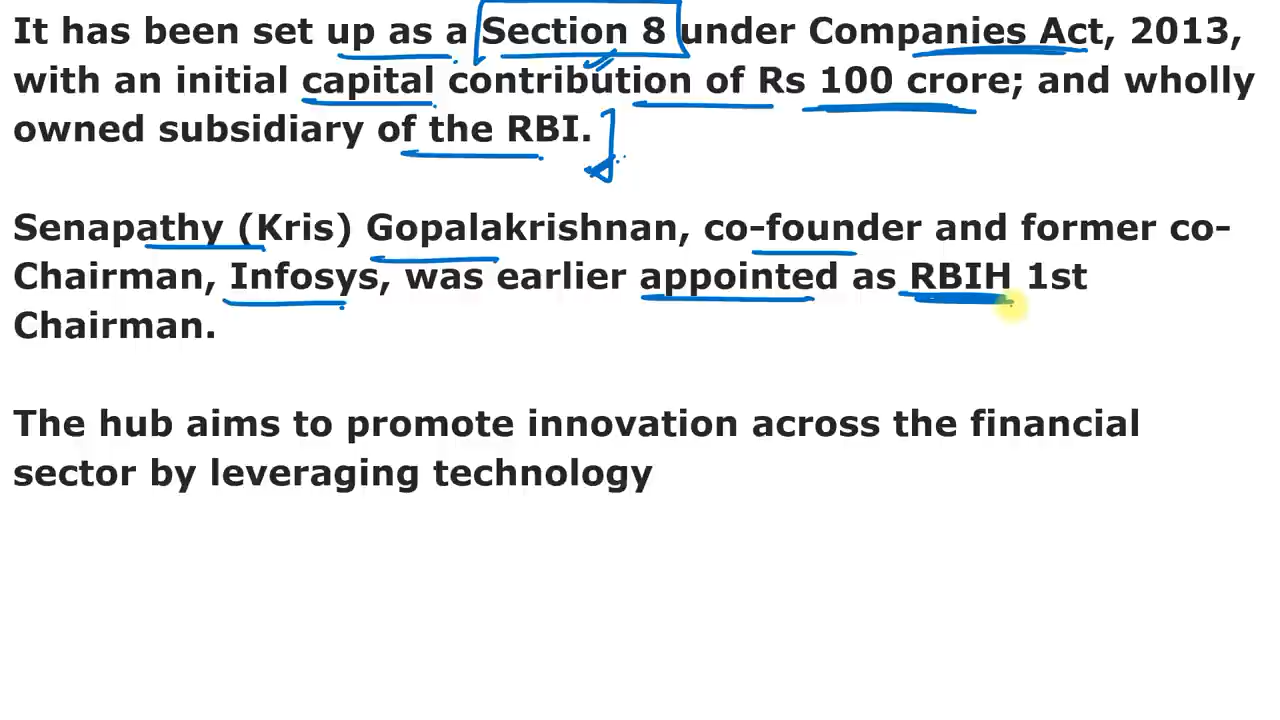 It has been set up as a Section 8 under Companies Act, 2013,
with an initial capital contribution of Rs 100 crore; and wholly
owned subsidiary of the RBI.
Senapathy (Kris) Gopalakrishnan, co-founder and former co-
Chairman, Infosys, was earlier appointed as RBIH 1st
Chairman.
The hub aims to promote innovation across the financial
sector by leveraging technology